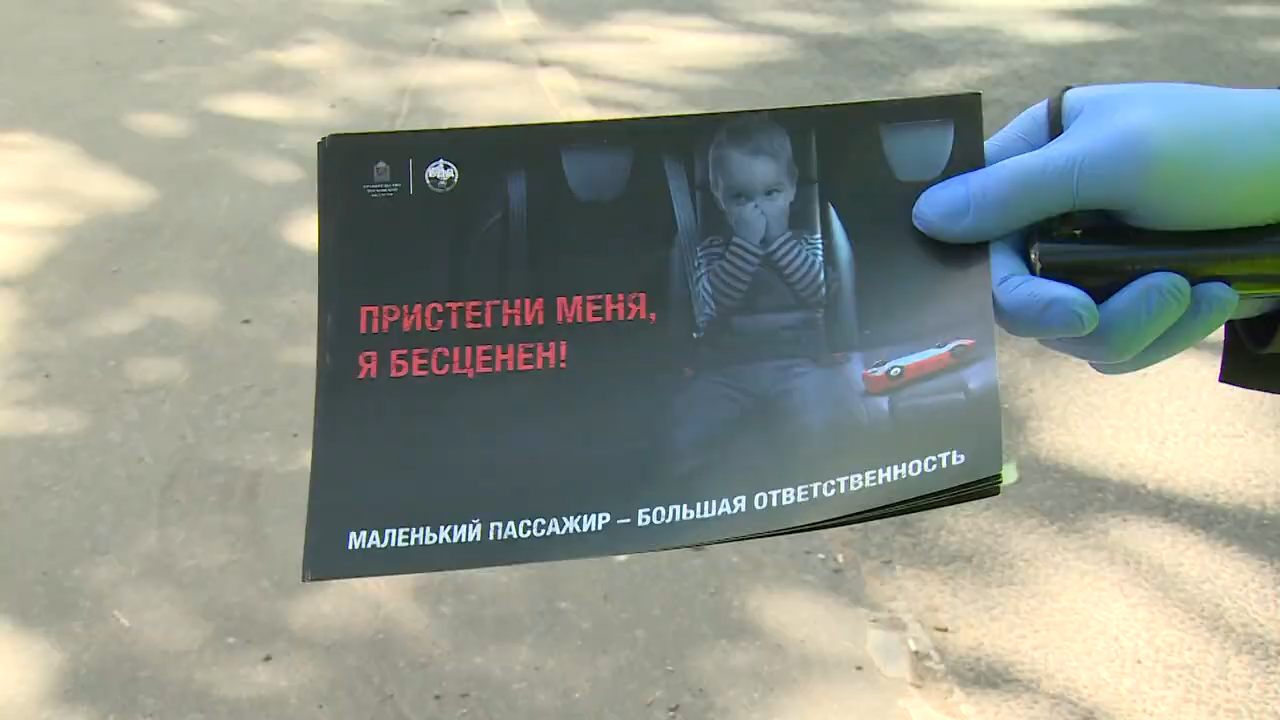 ПРИСТЕГНИ МЕНЯ,
Я БЕСЦЕНЕН!
МАЛЕНЬКИЙ ПАССАЖИР – БОЛЬШАЯ ОТВЕТСТВЕННОСТЬ